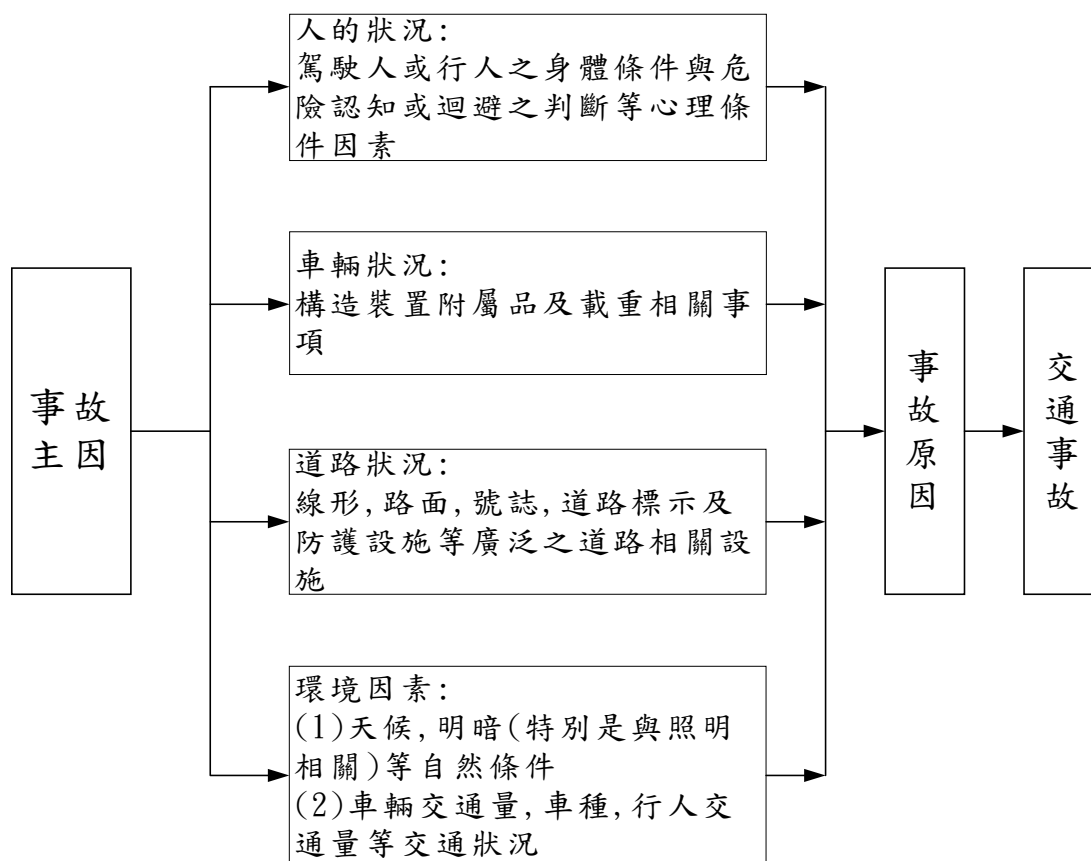 事故
主因
人的狀況:
駕駛人或行人之身體條件與危
險認知或迴避之判斷等心理條
件因素
車輛狀況:
構造裝置附屬品及載重相關事
項
道路狀況:
線形,路面,號誌,道路標示及
防護設施等廣泛之道路相關設
施
環境因素:
(1)天候,明暗(特別是與照明
相關)等自然條件
(2)車輛交通量,車種,行人交
通量等交通狀況
事故原因
交通事故